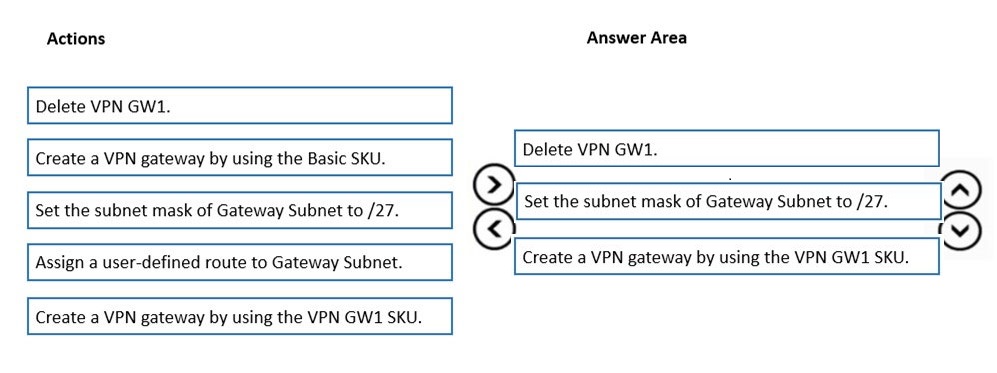 Actions
Answer Area
Delete VPN GW1.
Create a VPN gateway by using the Basic SKU.
Set the subnet mask of Gateway Subnet to /27.
Assign a user-defined route to Gateway Subnet.
Create a VPN gateway by using the VPN GW1 SKU.
Delete VPN GW1.
Set the subnet mask of Gateway Subnet to /27.
Create a VPN gateway by using the VPN GW1 SKU.